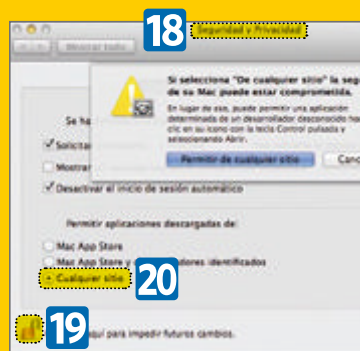 18 Seguridad y Privacidad
Mostrar todo
Si selecciona "De cualquier sitio" la seg
de su Mac puede estar comprometida.
En lugar de eso, puede permitir una aplicación
determinada de un desarrollador desconocido hac
clic en su icono con la tecla Control pulsada y
seleccionando Abrir.
Permitir de cualquier sitio Canc
Se ha
Solicitar
Mostrar
Desactivar el inicio de sesión automático
Permitir aplicaciones descargadas de:
Mac App Store
Mac App Store y dores identificados
Cualquier sitio 20
19 aquí para impedir futuros cambios.